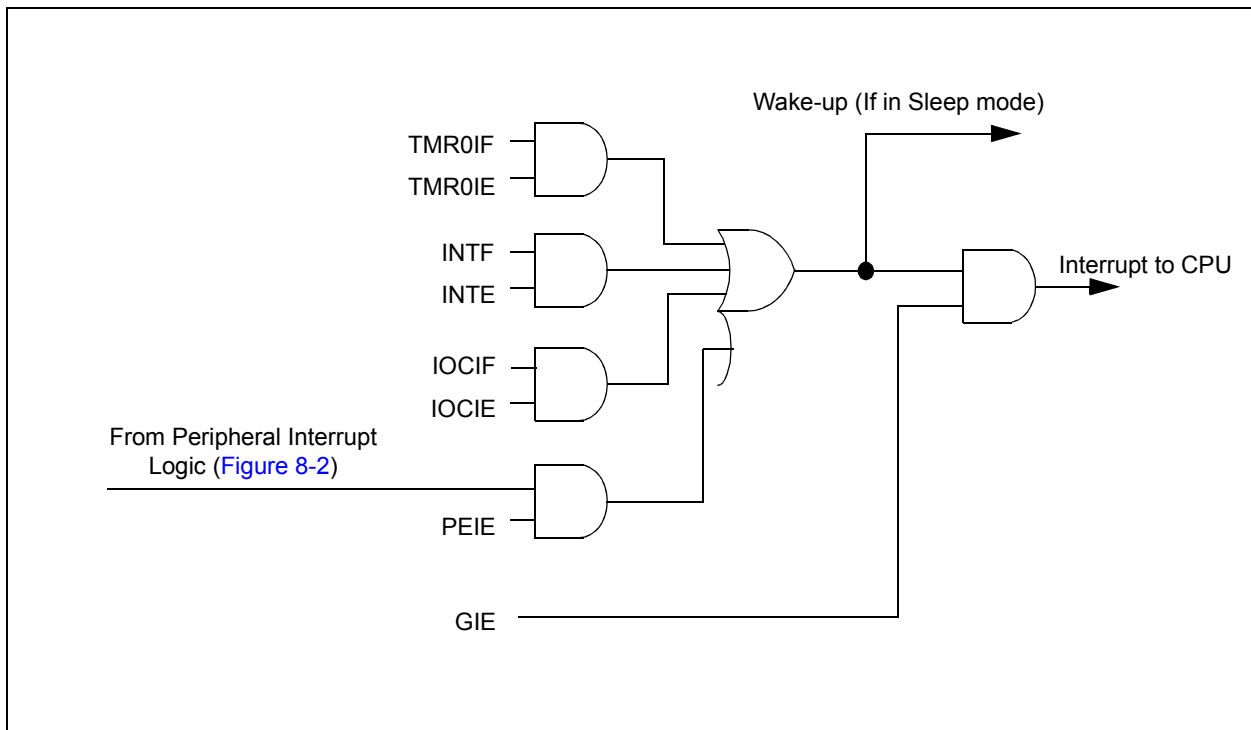 Wake-up (If in Sleep mode)
TMR0IF
TMR0IE
INTF
INTE
Interrupt to CPU
IOCIF
IOCIE
From Peripheral Interrupt
Logic (Figure 8-2)
PEIE
GIE